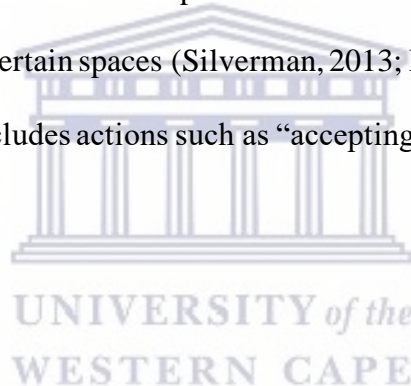 ertain spaces (Silverman, 2013;
cludes actions such as “accepting
UNIVERSITY of the
WESTERN CAPE